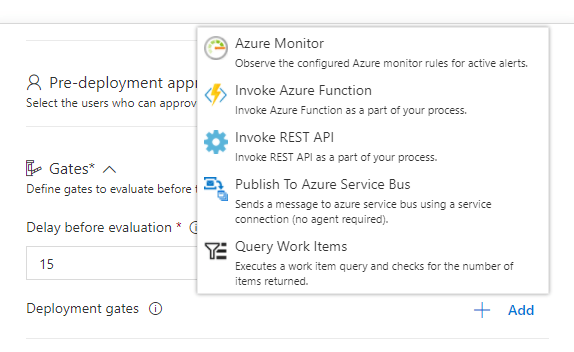 Azure Monitor
Observe the configured Azure monitor rules for active alerts.
Invoke Azure Function
Invoke Azure Function as a part of your process.
Invoke REST API
Invoke REST API as a part of your process.
Publish To Azure Service Bus
Sends a message to azure service bus using a service
connection (no agent required).
Query Work Items
Executes a work item query and checks for the number of
items returned.
Pre-deployment appr
Select the users who can approv
Gates*
Define gates to evaluate before
Delay before evaluation *
15
Deployment gates
Add